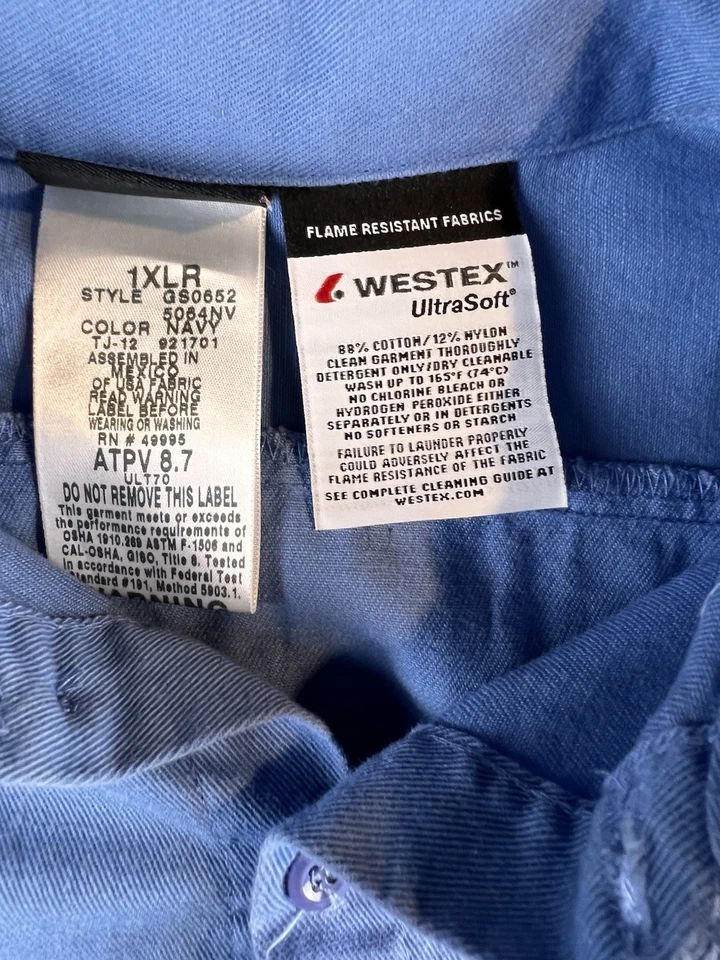 1XLR
STYLE GS0652
5064NV
COLOR NAVY
TJ-12 921701
ASSEMBLED IN
MEXICO
OF USA FABRIC
READ WARNING
LABEL BEFORE
WEARING OR WASHING
RN # 49995
ATPV 8.7
ULT70
DO NOT REMOVE THIS LABEL
This garment meets or exceeds
the performance requirements of
OSHA 1910.269 ASTM F-1506 and
CAL-OSHA, GISO, Title 8. Tested
in accordance with Federal Test
Standard #191, Method 5903.1.
WARNING
FLAME RESISTANT FABRICS
WESTEX™
UltraSoft®
88% COTTON/12% NYLON
CLEAN GARMENT THOROUGHLY
DETERGENT ONLY/DRY CLEANABLE
WASH UP TO 165°F (74°C)
NO CHLORINE BLEACH OR
HYDROGEN PEROXIDE EITHER
SEPARATELY OR IN DETERGENTS
NO SOFTENERS OR STARCH
FAILURE TO LAUNDER PROPERLY
COULD ADVERSELY AFFECT THE
FLAME RESISTANCE OF THE FABRIC
SEE COMPLETE CLEANING GUIDE AT
WESTEX.COM